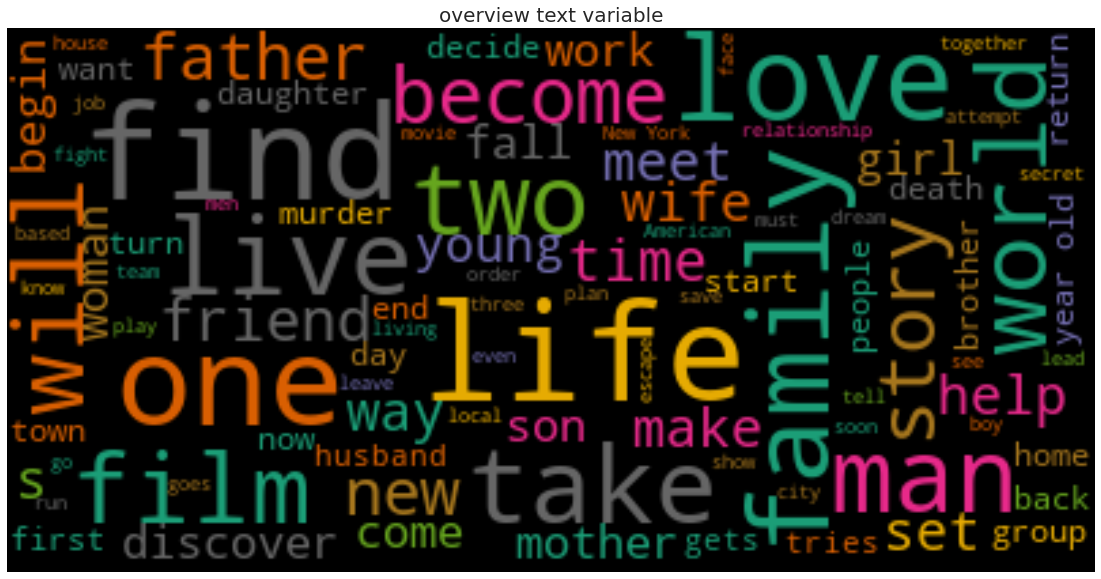 overview text variable
house
want
father
decide
work
love
face
together
begin
job
daughter
become
world
return
find
movie
New York
relationship
attempt
fight
fall
meet
girl
death
secret
will
men
murder
two
wife
must
dream
based
woman
turn
live
young
American
family
story
people
brother
year old
team
order
time
start
know
friend
end
three
plan
save
play
living
life
one
day
even
escape
see
lead
leave
way
local
son
make
tell
help
town
now
soon
boy
s
go
film
goes
husband
take
show
man
home
run
new
city
back
first
discover
come
mother
gets
tries
set
group